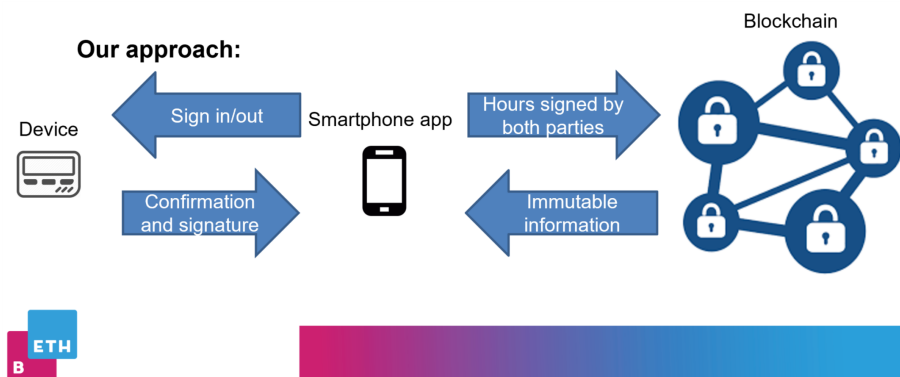 Blockchain
Our approach:
Sign in/out
Hours signed by
both parties
Device
Smartphone app
Confirmation
and signature
Immutable
information
ETH
B